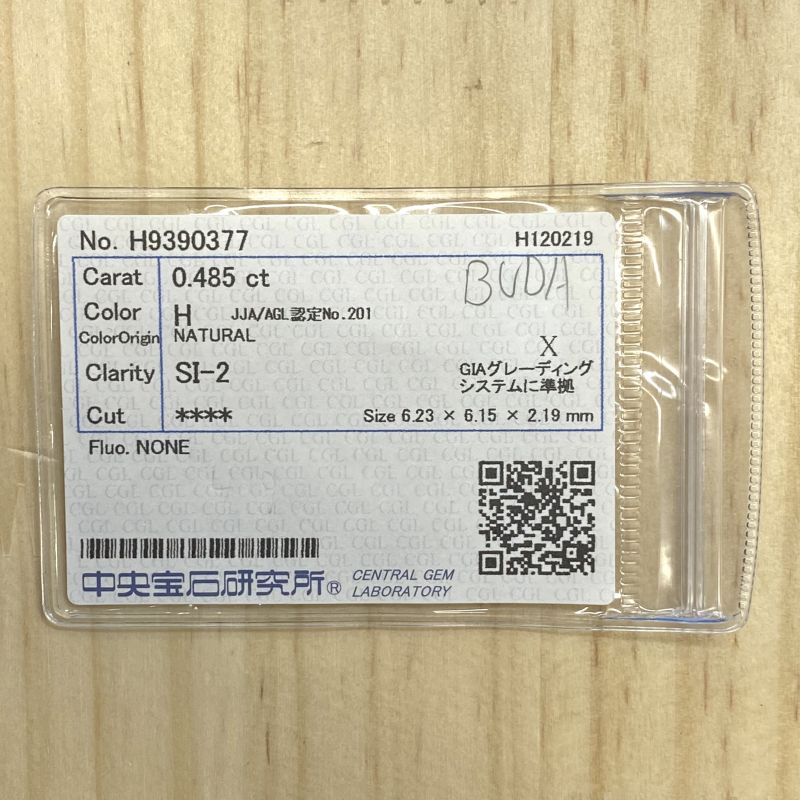 No. H9390377 H120219
Carat 0.485 ct BUDA
Color H JJA/AGL認定No.201
ColorOrigin NATURAL
X
Clarity SI-2 GIAグレーディング
システムに準拠
Cut **** Size 6.23 × 6.15 × 2.19 mm
Fluo. NONE
中央宝石研究所® CENTRAL GEM
LABORATORY